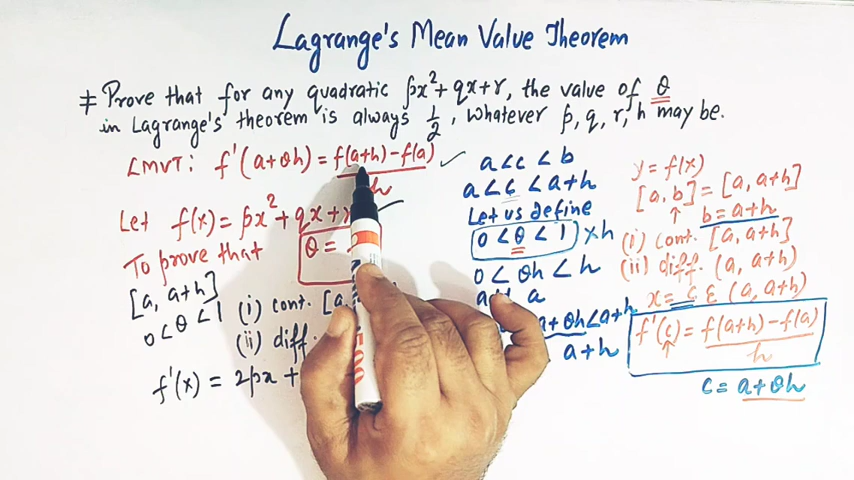 Lagrange's Mean Value Theorem
≠ Prove that for any quadratic px²+qx+r, the value of θ
in Lagrange's theorem is always 1/2, whatever p, q, r, h may be.
LMVT: f'(a+θh) = f(a+h)-f(a) / h
Let f(x) = px²+qx+r
To prove that θ =
[a, a+h]
0<θ<1 (i) cont. [a,
(ii) diff.
f'(x) = 2px +
a<c<b
a<c<a+h
Let us define
0<θ<1 xh
0<θh<h
a a
a+θh<a+h
a+h
y = f(x)
[a, b] = [a, a+h]
↑ b = a+h
(i) cont. [a, a+h]
(ii) diff. (a, a+h)
x = c ε (a, a+h)
f'(c) = f(a+h)-f(a) / h
c = a+θh